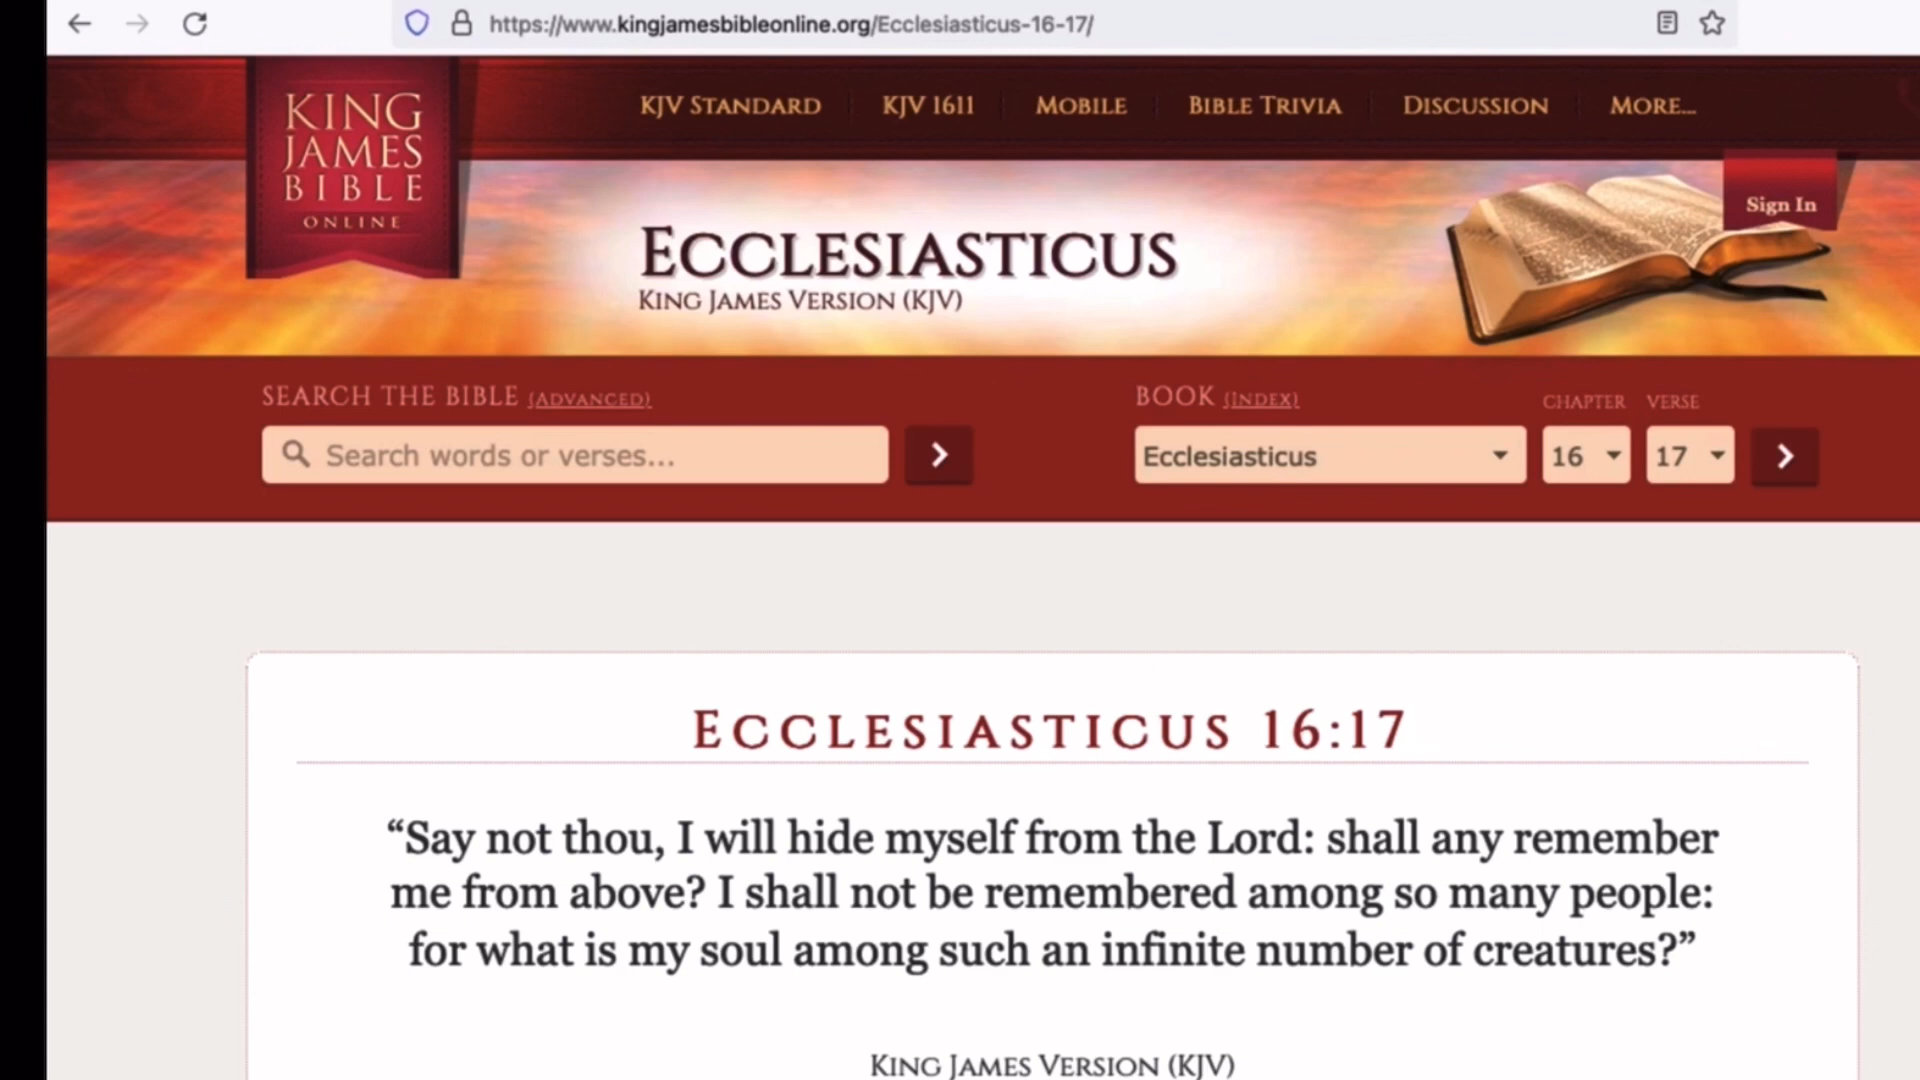 https://www.kingjamesbibleonline.org/Ecclesiasticus-16-17/
KING
JAMES
BIBLE
ONLINE
KJV STANDARD
KJV 1611
MOBILE
BIBLE TRIVIA
DISCUSSION
MORE...
Sign In
ECCLESIASTICUS
KING JAMES VERSION (KJV)
SEARCH THE BIBLE (ADVANCED)
BOOK (INDEX)
CHAPTER
VERSE
Search words or verses...
Ecclesiasticus
16
17
ECCLESIASTICUS 16:17
“Say not thou, I will hide myself from the Lord: shall any remember
me from above? I shall not be remembered among so many people:
for what is my soul among such an infinite number of creatures?”
KING JAMES VERSION (KJV)